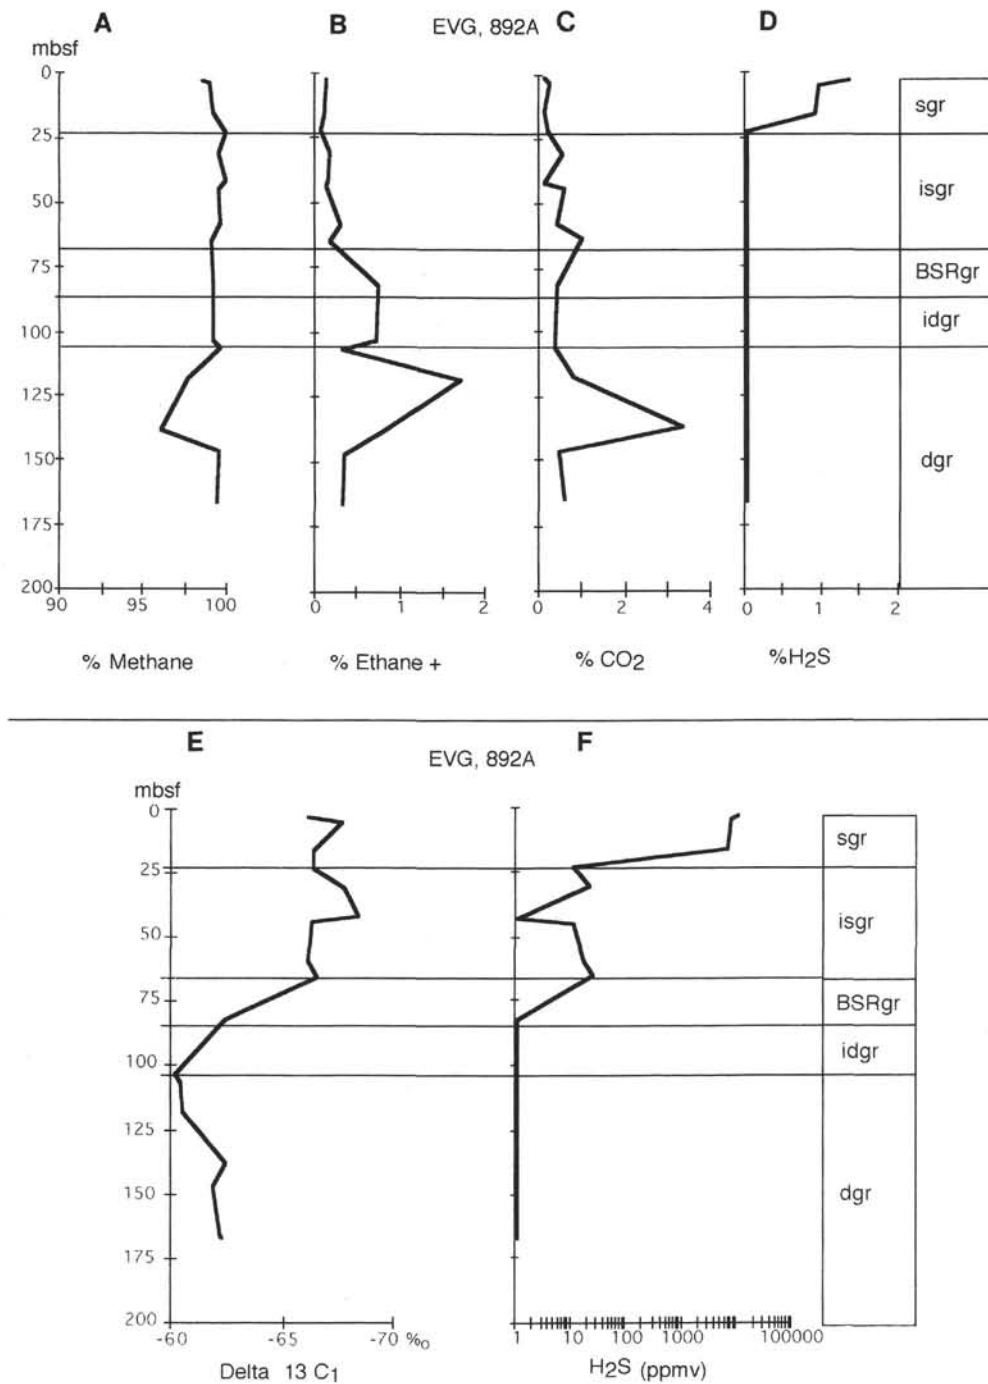 A
B
EVG, 892A
C
D
mbsf
0
25
50
75
100
125
150
175
200
sgr
isgr
BSRgr
idgr
dgr
90 95 100
0 1 2
0 2 4
0 1 2
% Methane
% Ethane +
% CO2
%H2S
E
EVG, 892A
F
mbsf
0
25
50
75
100
125
150
175
200
sgr
isgr
BSRgr
idgr
dgr
-60 -65 -70 ‰
1 10 100 1000 100000
Delta 13 C1
H2S (ppmv)